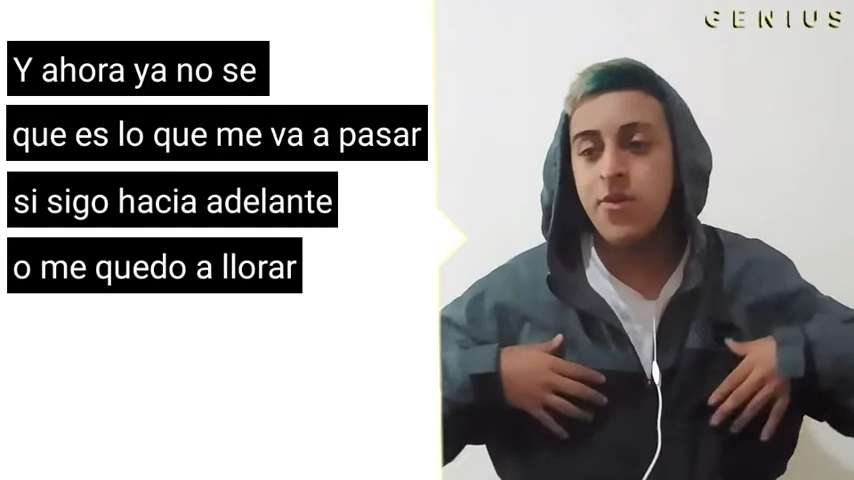 GENIUS
Y ahora ya no se
que es lo que me va a pasar
si sigo hacia adelante
o me quedo a llorar